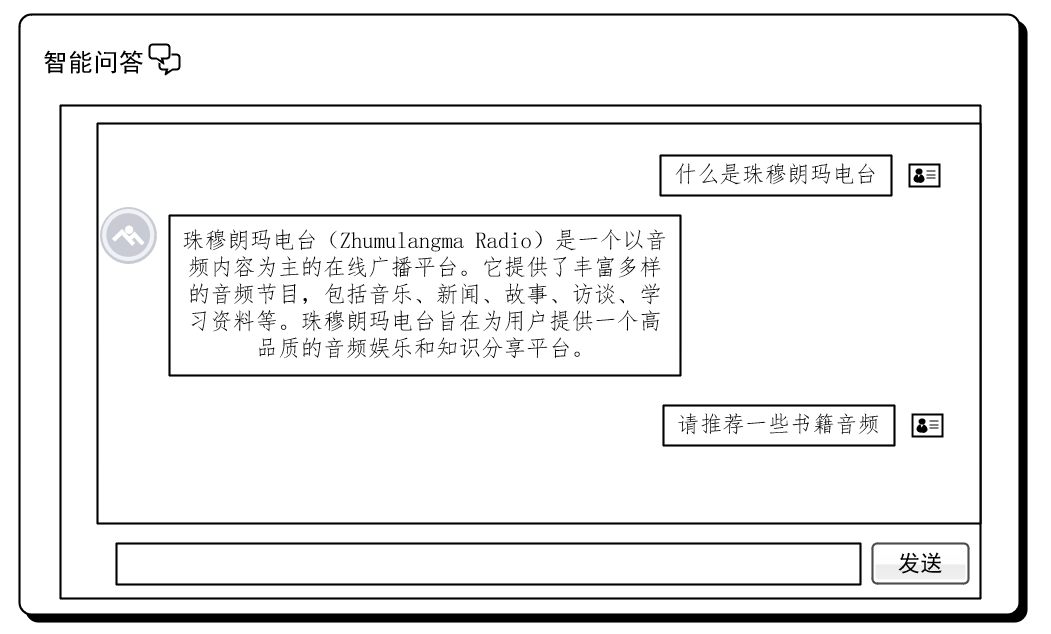 智能问答
什么是珠穆朗玛电台
珠穆朗玛电台（Zhumulangma Radio）是一个以音
频内容为主的在线广播平台。它提供了丰富多样
的音频节目，包括音乐、新闻、故事、访谈、学
习资料等。珠穆朗玛电台旨在为用户提供一个高
品质的音频娱乐和知识分享平台。
请推荐一些书籍音频
发送